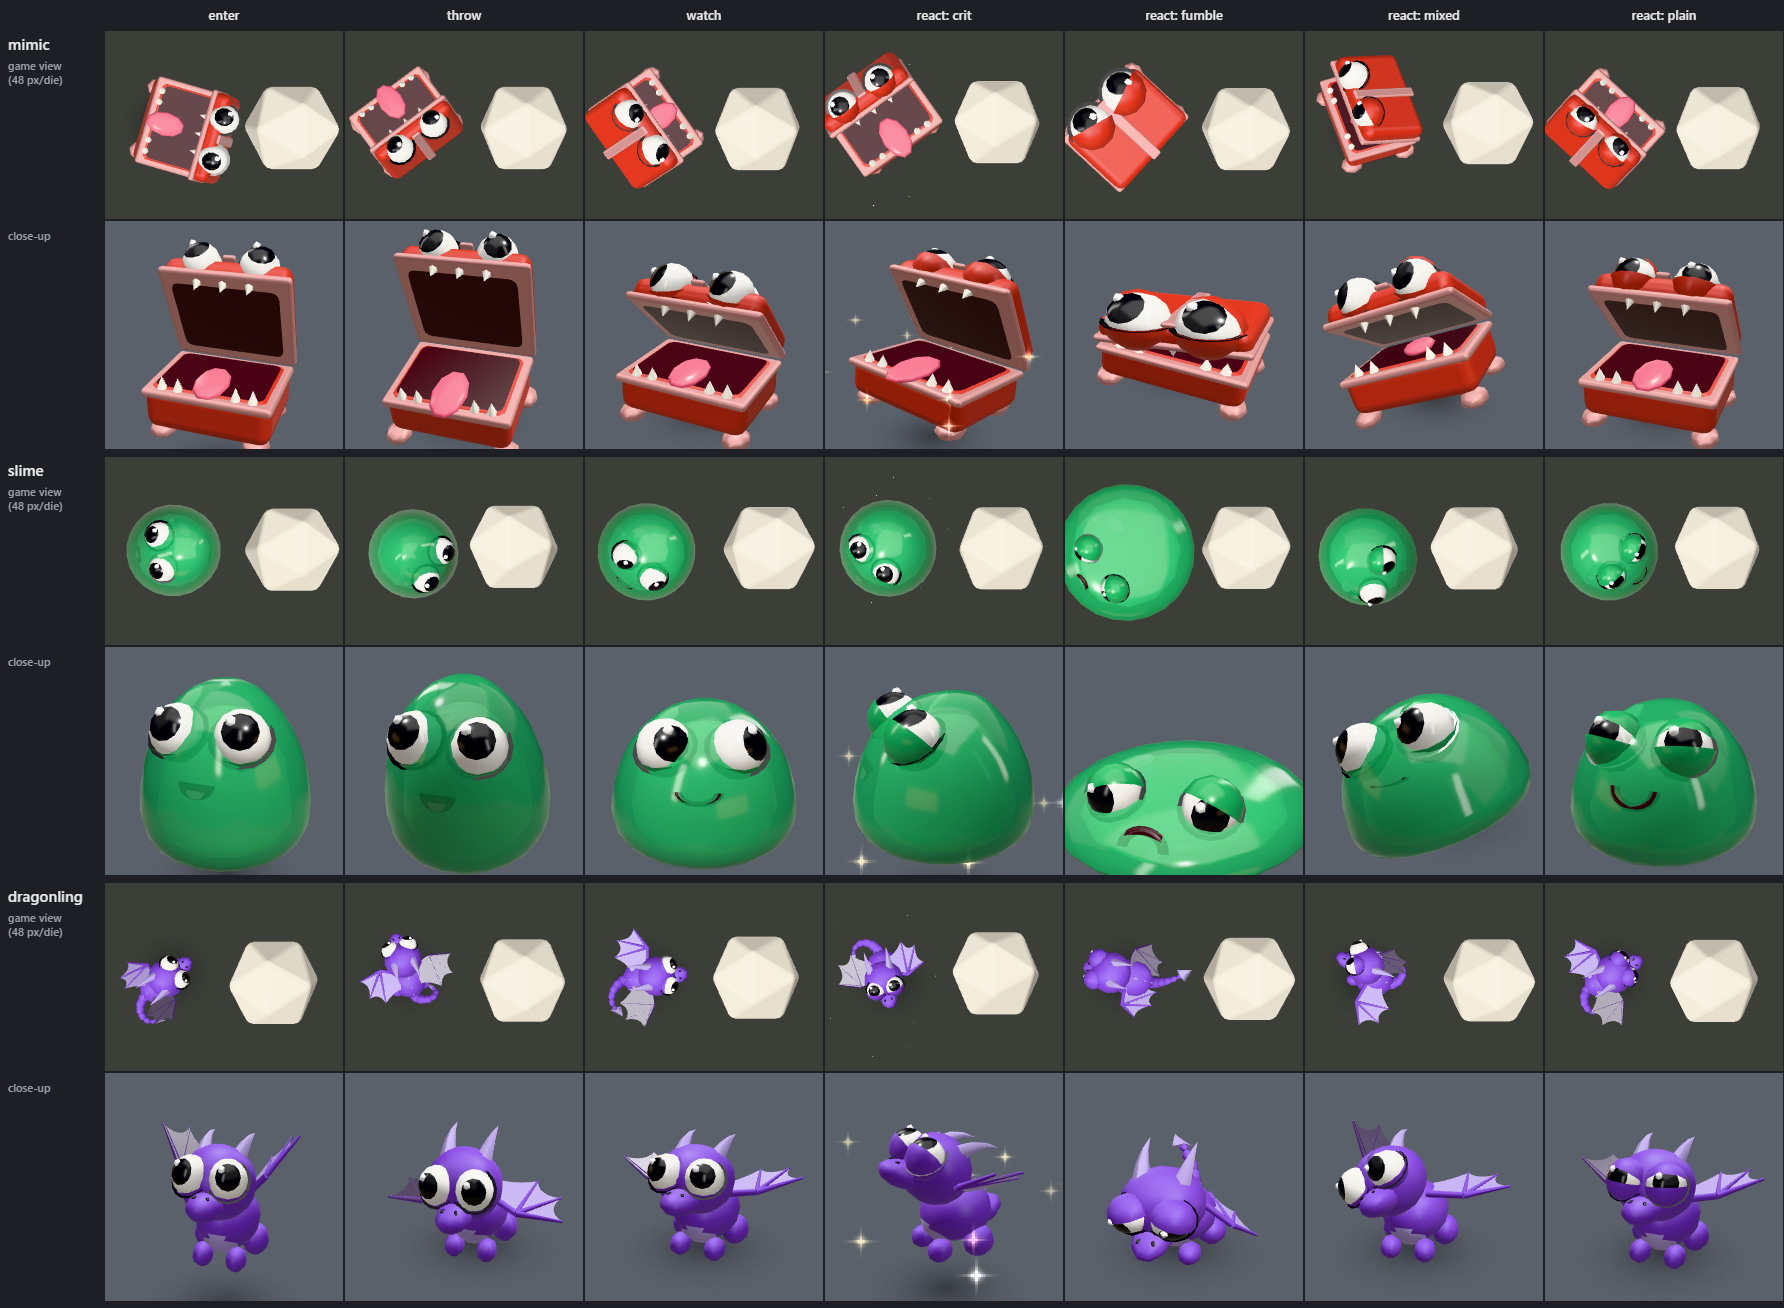 enter throw watch react: crit react: fumble react: mixed react: plain
mimic
game view
(48 px/die)
close-up
slime
game view
(48 px/die)
close-up
dragonling
game view
(48 px/die)
close-up